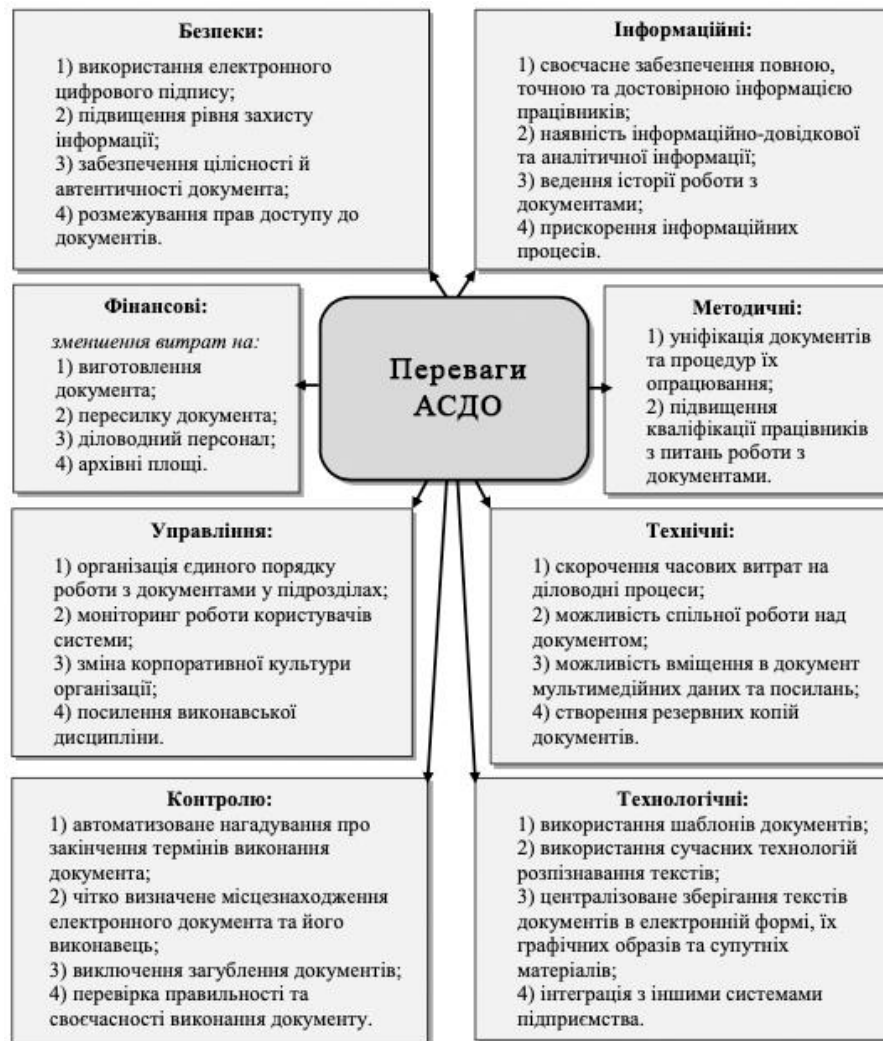 Безпеки:
1) використання електронного
цифрового підпису;
2) підвищення рівня захисту
інформації;
3) забезпечення цілісності й
автентичності документа;
4) розмежування прав доступу до
документів.
Інформаційні:
1) своєчасне забезпечення повною,
точною та достовірною інформацією
працівників;
2) наявність інформаційно-довідкової
та аналітичної інформації;
3) ведення історії роботи з
документами;
4) прискорення інформаційних
процесів.
Фінансові:
зменшення витрат на:
1) виготовлення
документа;
2) пересилку документа;
3) діловодний персонал;
4) архівні площі.
Переваги
АСДО
Методичні:
1) уніфікація документів
та процедур їх
опрацювання;
2) підвищення
кваліфікації працівників
з питань роботи з
документами.
Управління:
1) організація єдиного порядку
роботи з документами у підрозділах;
2) моніторинг роботи користувачів
системи;
3) зміна корпоративної культури
організації;
4) посилення виконавської
дисципліни.
Технічні:
1) скорочення часових витрат на
діловодні процеси;
2) можливість спільної роботи над
документом;
3) можливість вміщення в документ
мультимедійних даних та посилань;
4) створення резервних копій
документів.
Контролю:
1) автоматизоване нагадування про
закінчення термінів виконання
документа;
2) чітко визначене місцезнаходження
електронного документа та його
виконавець;
3) виключення загублення документів;
4) перевірка правильності та
своєчасності виконання документу.
Технологічні:
1) використання шаблонів документів;
2) використання сучасних технологій
розпізнавання текстів;
3) централізоване зберігання текстів
документів в електронній формі, їх
графічних образів та супутніх
матеріалів;
4) інтеграція з іншими системами
підприємства.